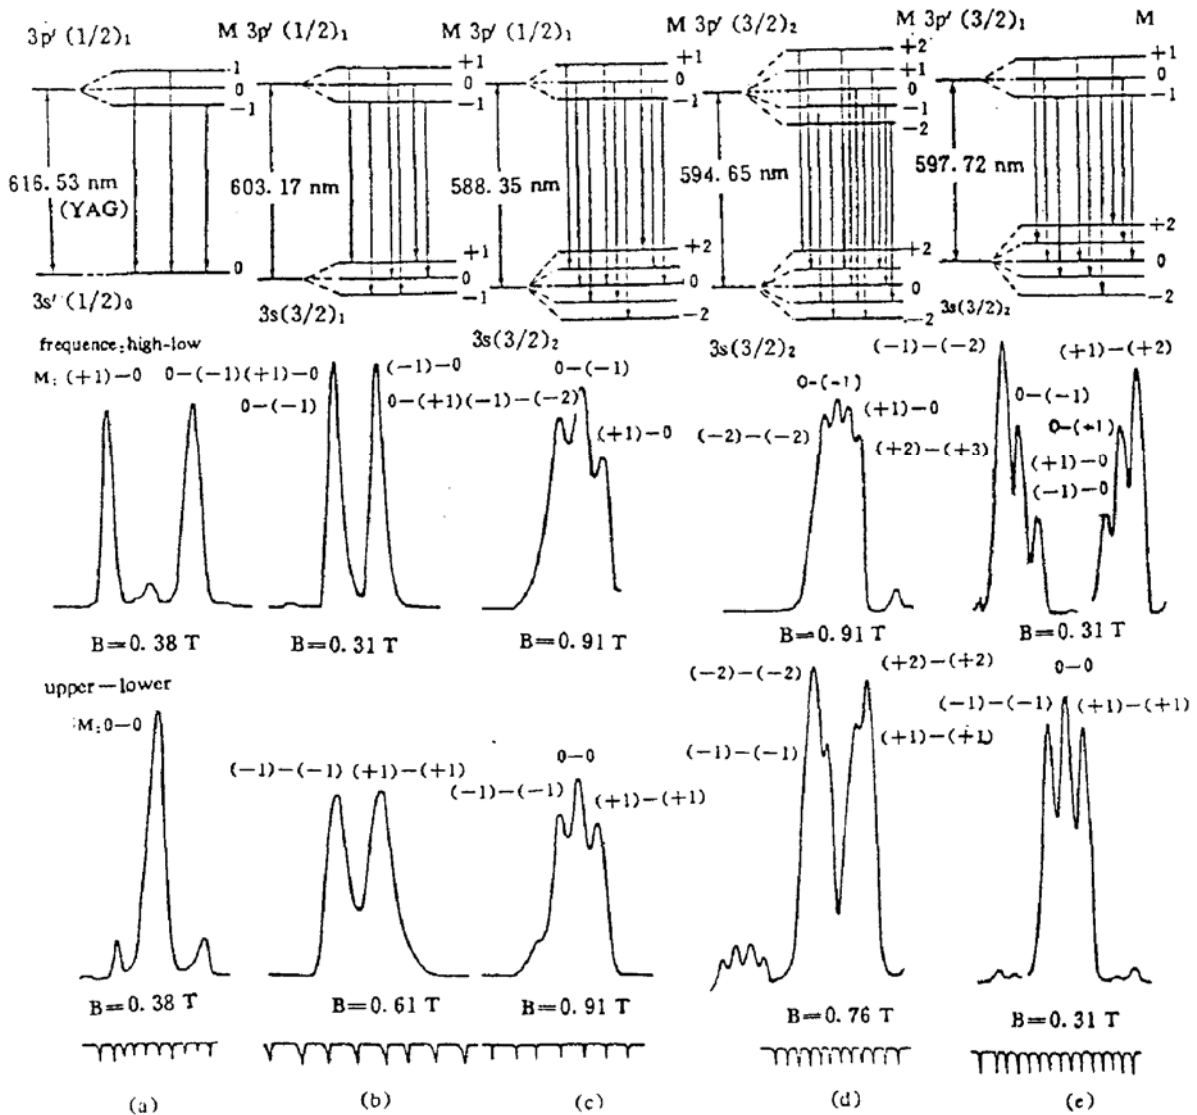 3p′ (1/2)₁
M 3p′ (1/2)₁
M 3p′ (1/2)₁
M 3p′ (3/2)₂
M 3p′ (3/2)₁
M
1
0
−1
+1
0
−1
+1
0
−1
+2
+1
0
−1
−2
+1
0
−1
616.53 nm
(YAG)
603.17 nm
588.35 nm
594.65 nm
597.72 nm
0
+1
0
−1
+2
0
−2
+2
0
−2
+2
0
−2
3s′ (1/2)₀
3s(3/2)₁
3s(3/2)₂
3s(3/2)₂
3s(3/2)₂
frequence:high-low
M: (+1)−0
0−(−1)
(+1)−0
0−(−1)
(−1)−0
0−(+1)
(−1)−(−2)
0−(−1)
(+1)−0
0−(−1)
(−2)−(−2)
(+1)−0
(+2)−(+3)
(−1)−(−2)
0−(−1)
(+1)−(+2)
0−(+1)
(+1)−0
(−1)−0
B=0.38 T
B=0.31 T
B=0.91 T
B=0.91 T
B=0.31 T
upper−lower
M:0−0
(−1)−(−1)
(+1)−(+1)
(−1)−(−1)
0−0
(+1)−(+1)
(−2)−(−2)
(−1)−(−1)
(+2)−(+2)
(+1)−(+1)
(−1)−(−1)
0−0
(+1)−(+1)
B=0.38 T
B=0.61 T
B=0.91 T
B=0.76 T
B=0.31 T
(a)
(b)
(c)
(d)
(e)